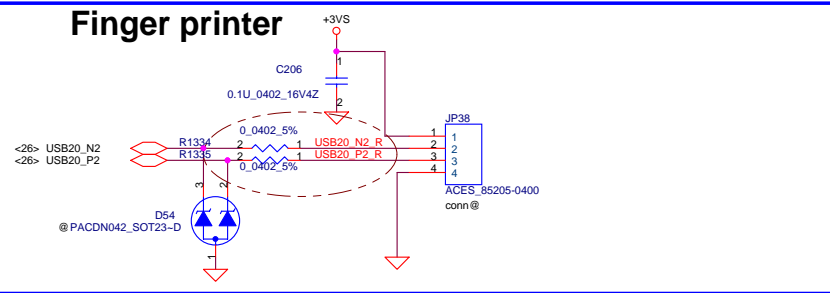 Finger printer
+3VS
1
C206
0.1U_0402_16V4Z
2
JP38
0_0402_5%
<26> USB20_N2 R1334 2 1 USB20_N2_R 1 1
<26> USB20_P2 R1335 2 1 USB20_P2_R 2 2
3 3
4 4
0_0402_5%
ACES_85205-0400
conn@
3 2
D54
@PACDN042_SOT23~D
1